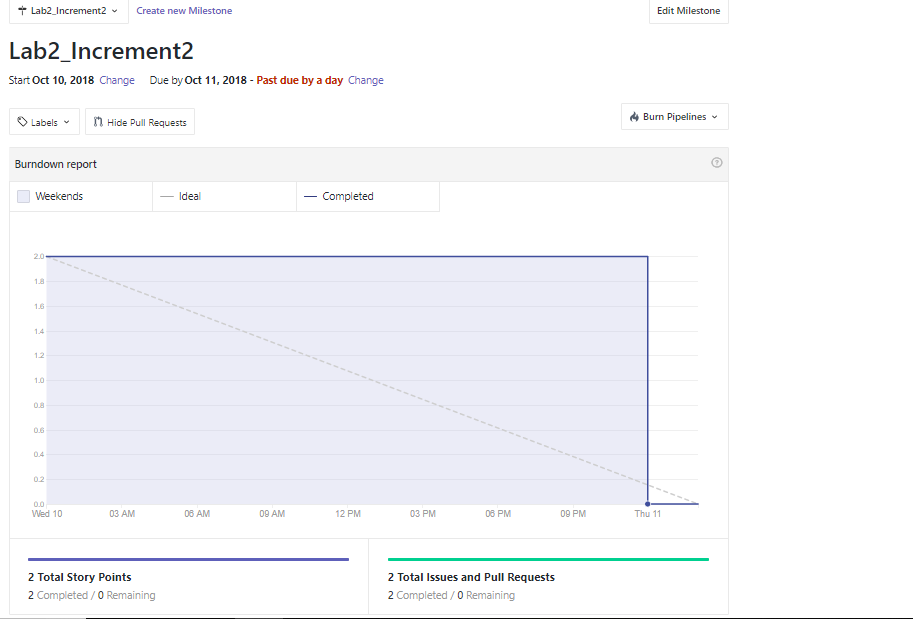 Lab2_Increment2 Create new Milestone Edit Milestone
Lab2_Increment2
Start Oct 10, 2018 Change Due by Oct 11, 2018 - Past due by a day Change
Labels Hide Pull Requests Burn Pipelines
Burndown report ?
Weekends Ideal Completed
2.0
1.8
1.6
1.4
1.2
1.0
0.8
0.6
0.4
0.2
0.0
Wed 10 03 AM 06 AM 09 AM 12 PM 03 PM 06 PM 09 PM Thu 11
2 Total Story Points 2 Total Issues and Pull Requests
2 Completed / 0 Remaining 2 Completed / 0 Remaining